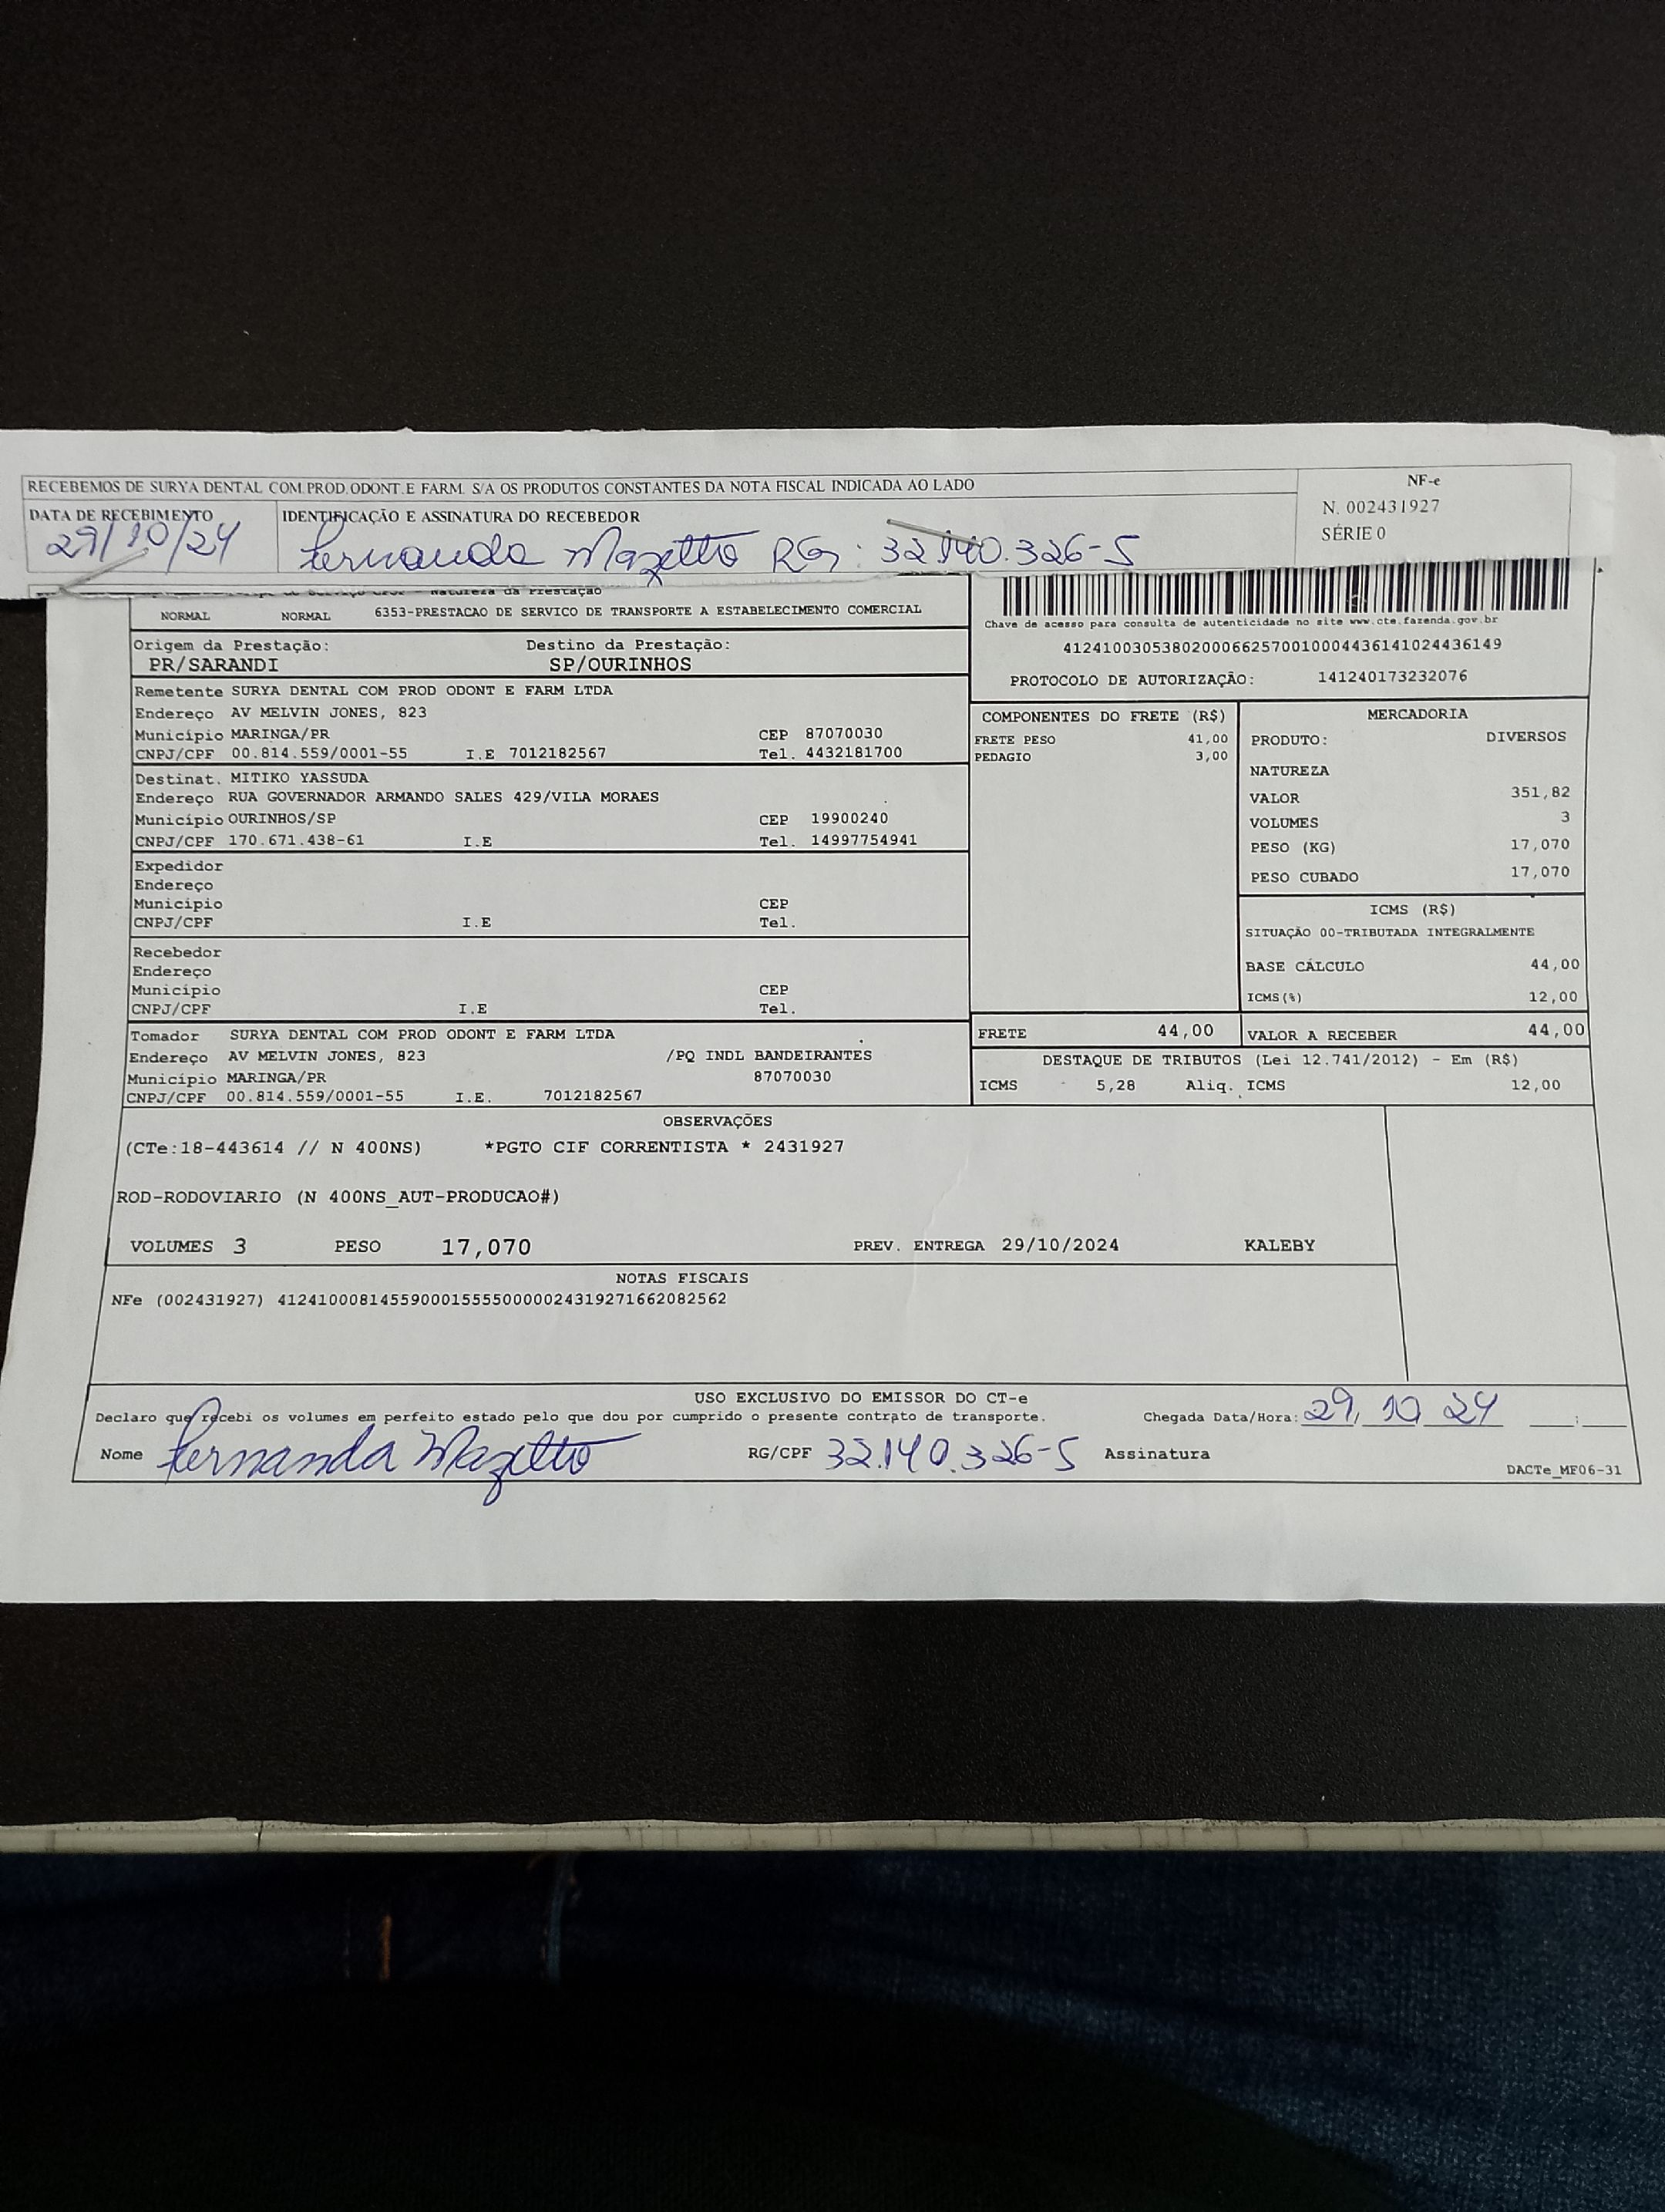 RECEBEMOS DE SURYA DENTAL COM.PROD.ODONT.E FARM. S/A OS PRODUTOS CONSTANTES DA NOTA FISCAL INDICADA AO LADO
NF-e
N. 002431927
SÉRIE 0
DATA DE RECEBIMENTO
29/10/24
IDENTIFICAÇÃO E ASSINATURA DO RECEBEDOR
Fernanda Mazetto RG: 32.140.326-5
Natureza da Prestação
NORMAL NORMAL 6353-PRESTACAO DE SERVICO DE TRANSPORTE A ESTABELECIMENTO COMERCIAL
Origem da Prestação: Destino da Prestação:
PR/SARANDI SP/OURINHOS
Chave de acesso para consulta de autenticidade no site www.cte.fazenda.gov.br
41241003053802000662570010004436141024436149
PROTOCOLO DE AUTORIZAÇÃO: 141240173232076
Remetente SURYA DENTAL COM PROD ODONT E FARM LTDA
Endereço AV MELVIN JONES, 823
Município MARINGA/PR CEP 87070030
CNPJ/CPF 00.814.559/0001-55 I.E 7012182567 Tel. 4432181700
Destinat. MITIKO YASSUDA
Endereço RUA GOVERNADOR ARMANDO SALES 429/VILA MORAES
Município OURINHOS/SP CEP 19900240
CNPJ/CPF 170.671.438-61 I.E Tel. 14997754941
Expedidor
Endereço
Município CEP
CNPJ/CPF I.E Tel.
Recebedor
Endereço
Município CEP
CNPJ/CPF I.E Tel.
Tomador SURYA DENTAL COM PROD ODONT E FARM LTDA
Endereço AV MELVIN JONES, 823 /PQ INDL BANDEIRANTES
Município MARINGA/PR 87070030
CNPJ/CPF 00.814.559/0001-55 I.E. 7012182567
COMPONENTES DO FRETE (R$)
FRETE PESO 41,00
PEDAGIO 3,00
MERCADORIA
PRODUTO: DIVERSOS
NATUREZA
VALOR 351,82
VOLUMES 3
PESO (KG) 17,070
PESO CUBADO 17,070
ICMS (R$)
SITUAÇÃO 00-TRIBUTADA INTEGRALMENTE
BASE CÁLCULO 44,00
ICMS(%) 12,00
FRETE 44,00 VALOR A RECEBER 44,00
DESTAQUE DE TRIBUTOS (Lei 12.741/2012) - Em (R$)
ICMS 5,28 Aliq. ICMS 12,00
OBSERVAÇÕES
(CTe:18-443614 // N 400NS) *PGTO CIF CORRENTISTA * 2431927
ROD-RODOVIARIO (N 400NS_AUT-PRODUCAO#)
VOLUMES 3 PESO 17,070 PREV. ENTREGA 29/10/2024 KALEBY
NOTAS FISCAIS
NFe (002431927) 41241000814559000155550000024319271662082562
USO EXCLUSIVO DO EMISSOR DO CT-e
Declaro que recebi os volumes em perfeito estado pelo que dou por cumprido o presente contrato de transporte. Chegada Data/Hora: 29, 10 24 :
Nome Fernanda Mazetto RG/CPF 32.140.326-5 Assinatura
DACTe_MF06-31